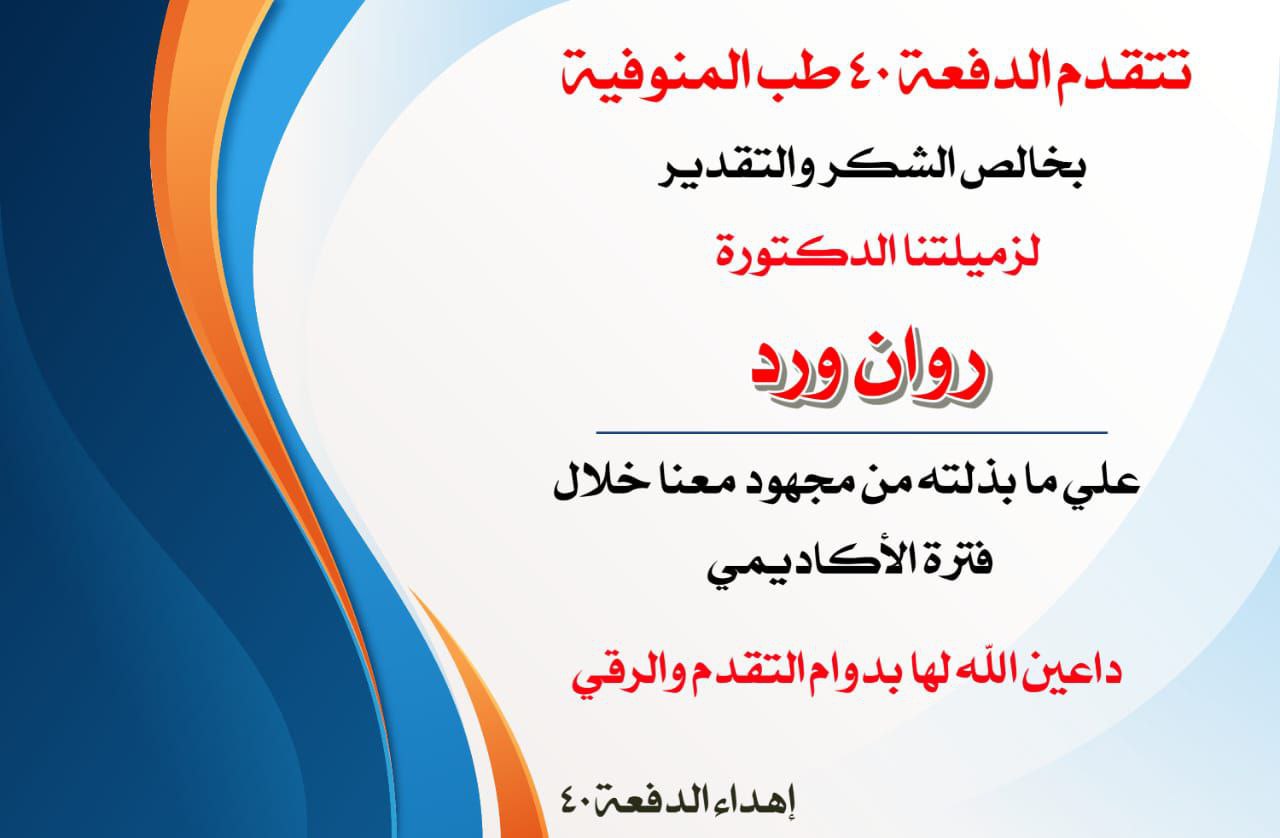 تتقدم الدفعة ٤٠ طب المنوفية
بخالص الشكر والتقدير
لزميلتنا الدكتورة
روان ورد
علي ما بذلته من مجهود معنا خلال
فترة الأكاديمي
داعين الله لها بدوام التقدم والرقي
إهداء الدفعة ٤٠